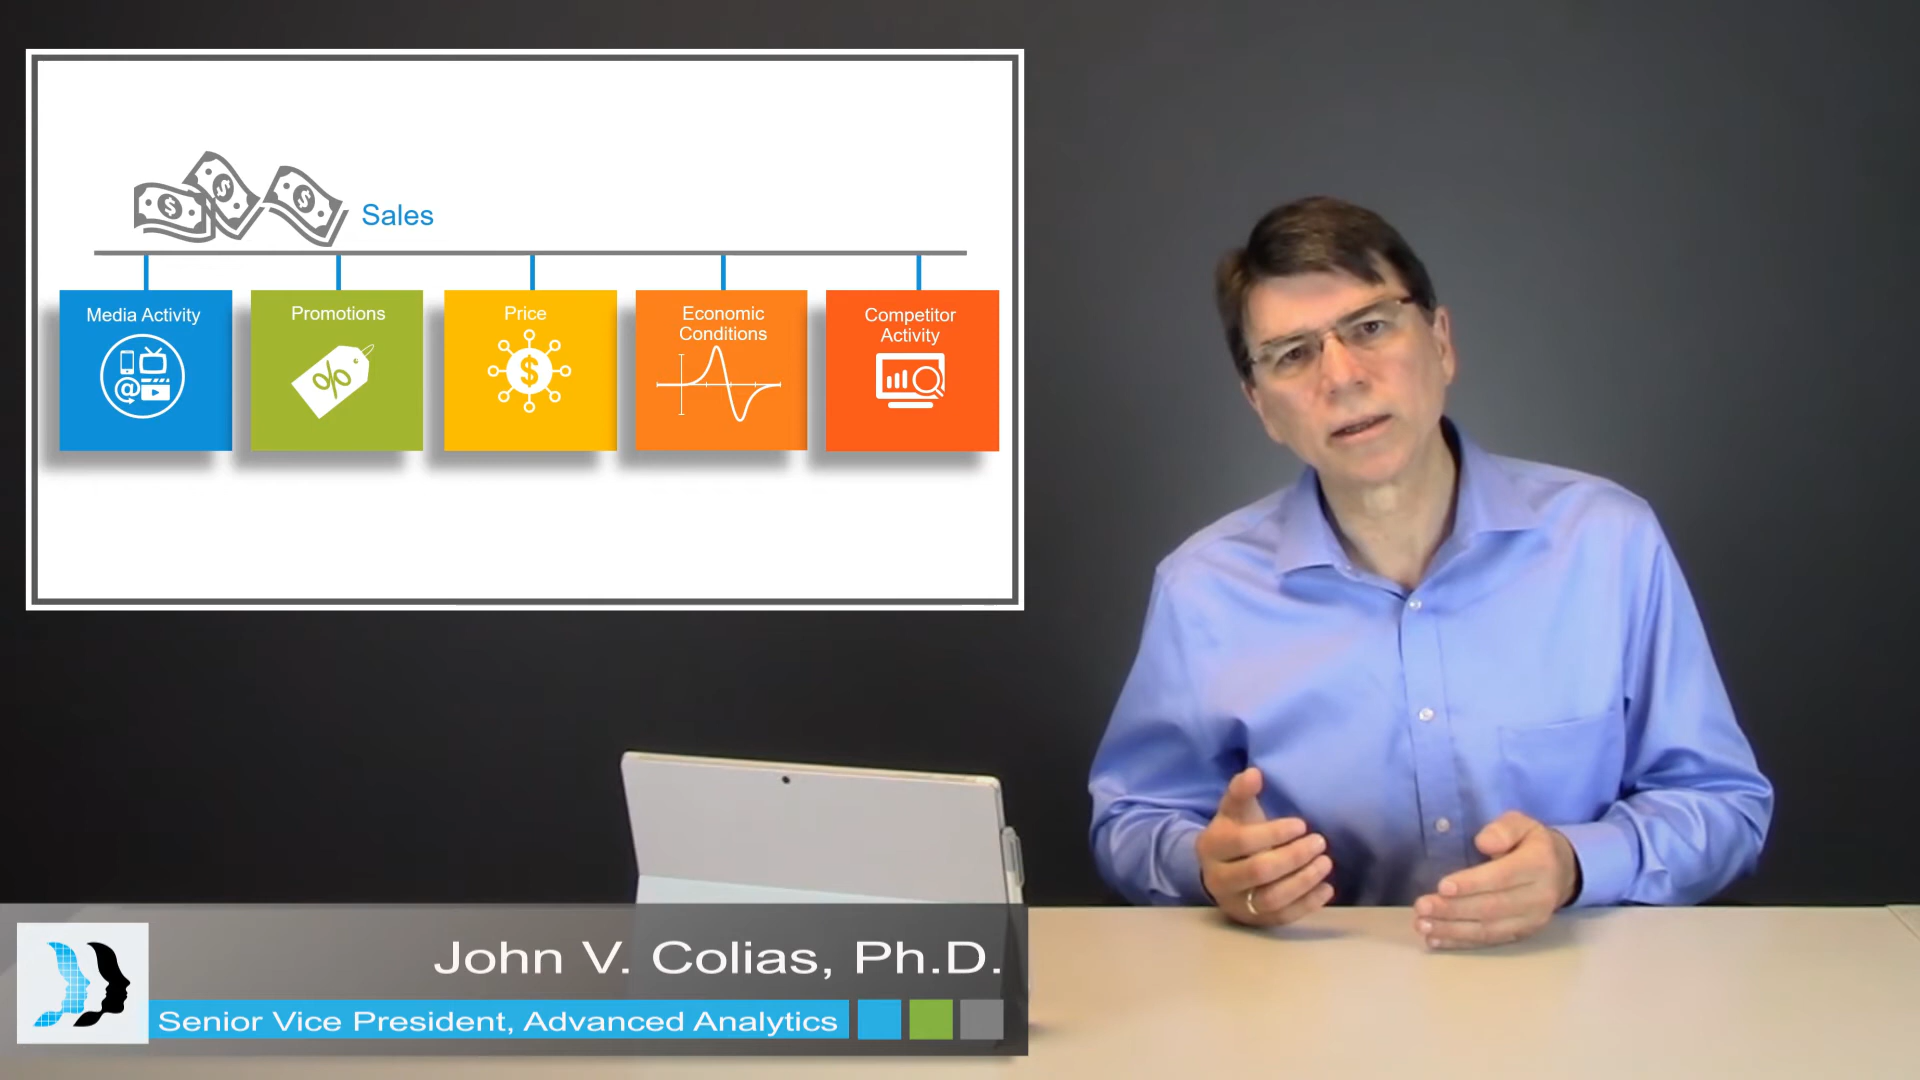 Sales
Media Activity
Promotions
Price
Economic
Conditions
Competitor
Activity
John V. Colias, Ph.D.
Senior Vice President, Advanced Analytics